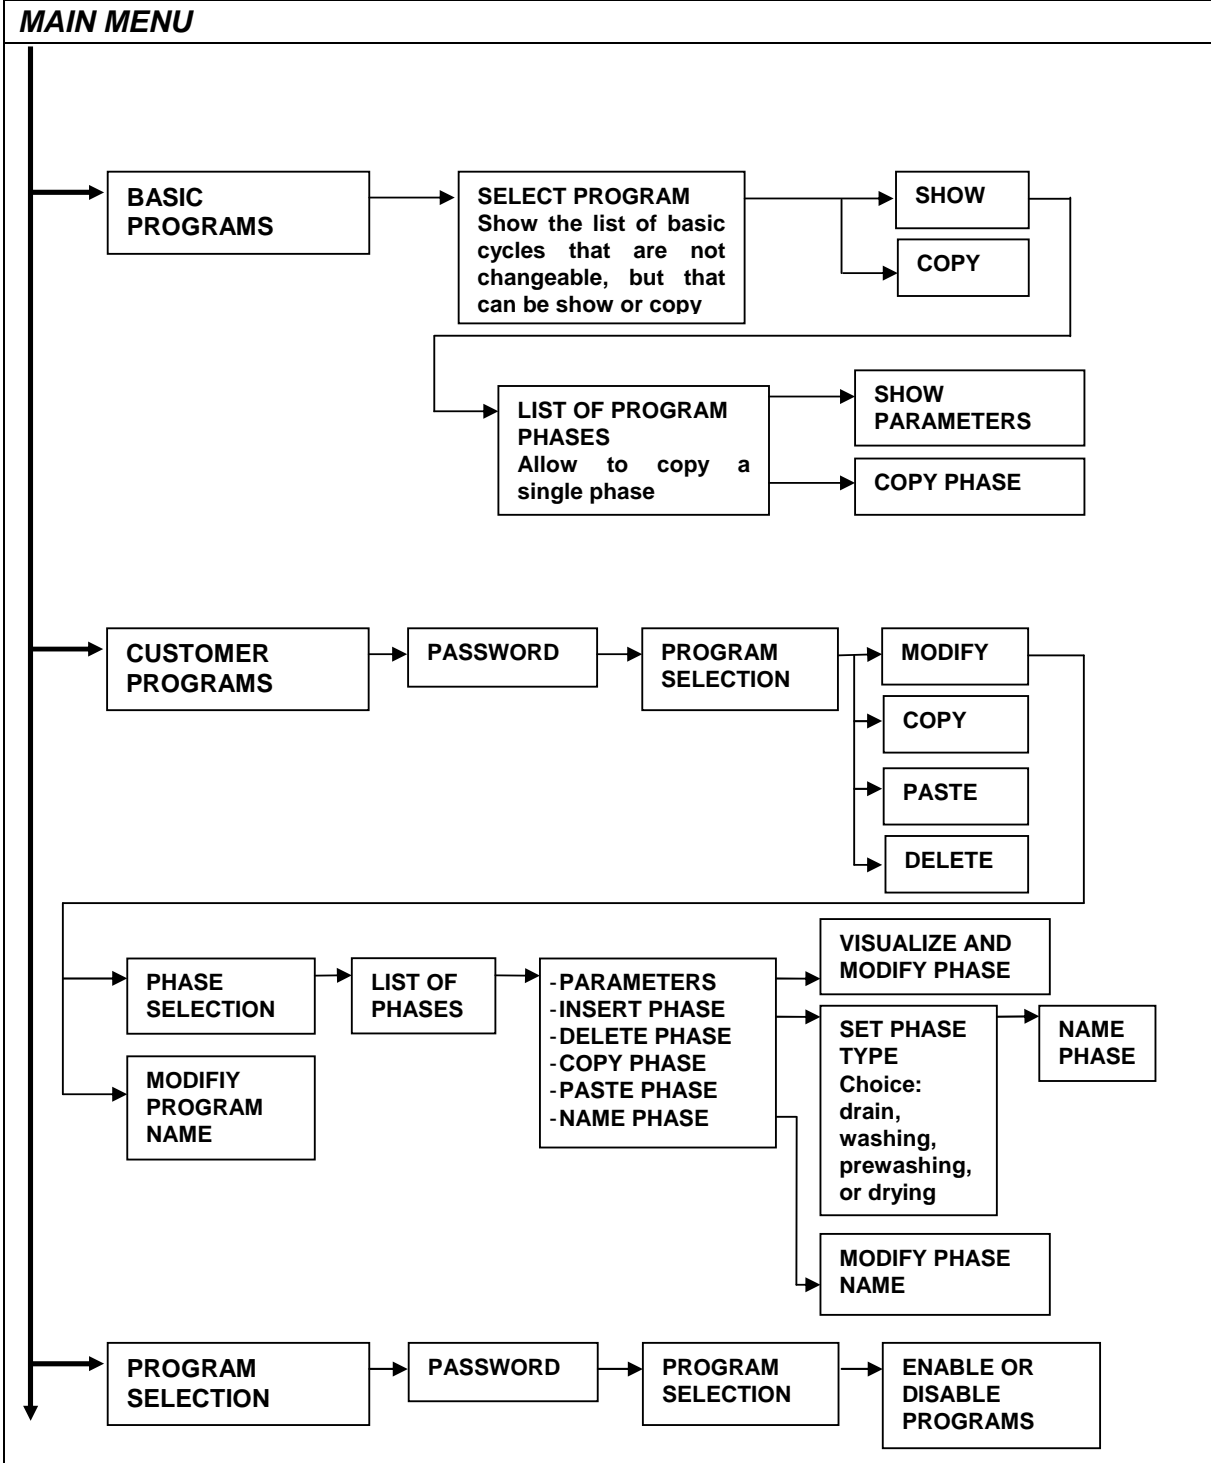 MAIN MENU
BASIC
PROGRAMS
SELECT PROGRAM
Show the list of basic
cycles that are not
changeable, but that
can be show or copy
SHOW
COPY
LIST OF PROGRAM
PHASES
Allow to copy a
single phase
SHOW
PARAMETERS
COPY PHASE
CUSTOMER
PROGRAMS
PASSWORD
PROGRAM
SELECTION
MODIFY
COPY
PASTE
DELETE
PHASE
SELECTION
LIST OF
PHASES
-PARAMETERS
-INSERT PHASE
-DELETE PHASE
-COPY PHASE
-PASTE PHASE
-NAME PHASE
VISUALIZE AND
MODIFY PHASE
SET PHASE
TYPE
Choice:
drain,
washing,
prewashing,
or drying
NAME
PHASE
MODIFIY
PROGRAM
NAME
MODIFY PHASE
NAME
PROGRAM
SELECTION
PASSWORD
PROGRAM
SELECTION
ENABLE OR
DISABLE
PROGRAMS